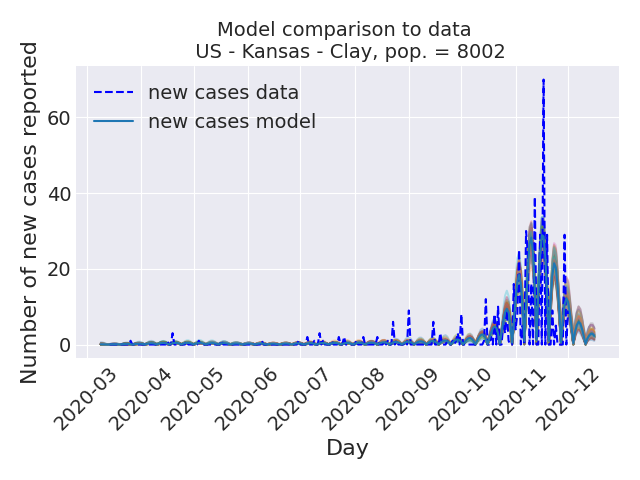 Model comparison to data
US - Kansas - Clay, pop. = 8002
Number of new cases reported
new cases data
new cases model
60
40
20
0
2020-03
2020-04
2020-05
2020-06
2020-07
2020-08
2020-09
2020-10
2020-11
2020-12
Day